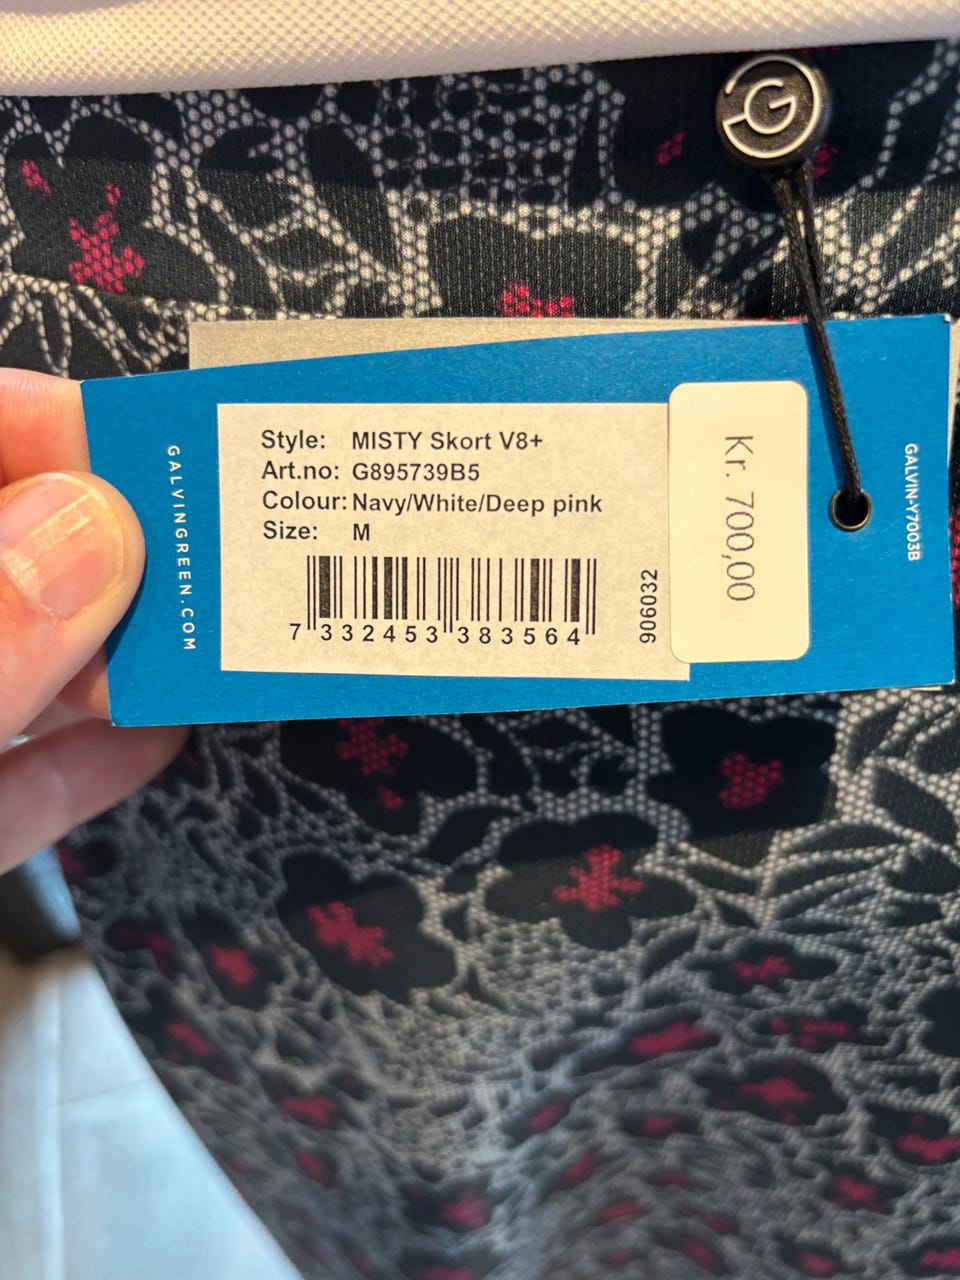 G
GALVINGREEN.COM
Style: MISTY Skort V8+
Art.no: G895739B5
Colour: Navy/White/Deep pink
Size: M
7 332453 383564
906032
Kr. 700,00
GALVIN-Y7003B